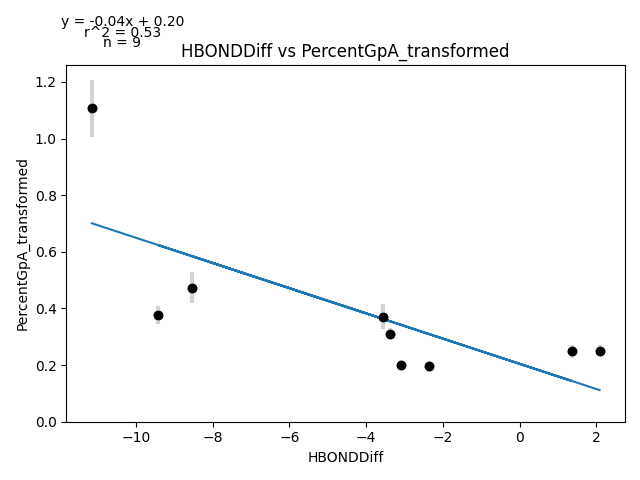 y = -0.04x + 0.20
r^2 = 0.53
n = 9
HBONDDiff vs PercentGpA_transformed
PercentGpA_transformed
1.2
1.0
0.8
0.6
0.4
0.2
0.0
−10
−8
−6
−4
−2
0
2
HBONDDiff